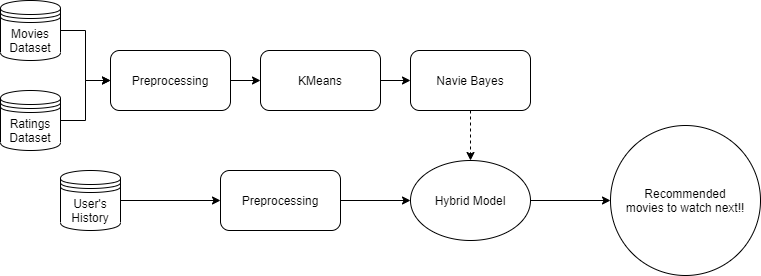 Movies
Dataset
Preprocessing
KMeans
Navie Bayes
Ratings
Dataset
User's
History
Preprocessing
Hybrid Model
Recommended
movies to watch next!!